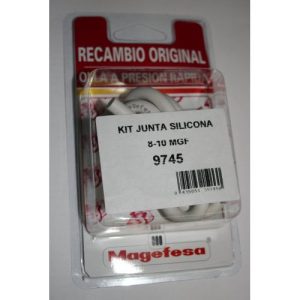 RECAMBIO ORIGINAL
OLLA A PRESION RAPIDA
KIT JUNTA SILICONA
8-10 MGF
9745
Magefesa